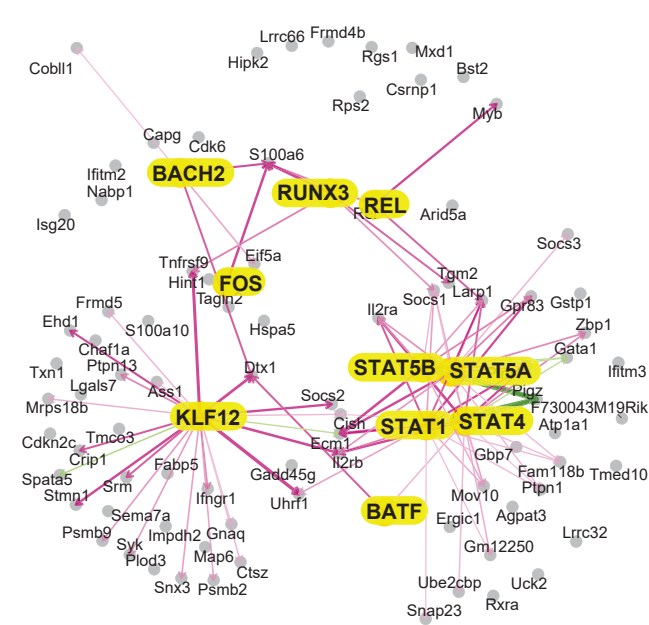 Lrrc66
Frmd4b
Hipk2
Rgs1
Mxd1
Cobll1
Csrnp1
Bst2
Rps2
Myb
Capg
Cdk6
S100a6
Ifitm2
BACH2
Nabp1
RUNX3
REL
Isg20
Arid5a
Socs3
Tnfrsf9
Eif5a
Hint1
FOS
Tgm2
Larp1
Tagln2
Socs1
Gpr83
Gstp1
Frmd5
Il2ra
Zbp1
Ehd1
S100a10
Hspa5
Chaf1a
Gata1
Txn1
Ptpn13
Dtx1
STAT5B
STAT5A
Ifitm3
Lgals7
Ass1
Pigz
Mrps18b
KLF12
Socs2
F730043M19Rik
Cdkn2c
Tmco3
Cish
STAT1
STAT4
Atp1a1
Crip1
Ecm1
Spata5
Fabp5
Il2rb
Gbp7
Stmn1
Srm
Gadd45g
Fam118b
Tmed10
Ifngr1
Uhrf1
Mov10
Ptpn1
Sema7a
BATF
Psmb9
Impdh2
Gnaq
Ergic1
Agpat3
Syk
Plod3
Map6
Gm12250
Lrrc32
Ctsz
Snx3
Psmb2
Ube2cbp
Uck2
Snap23
Rxra